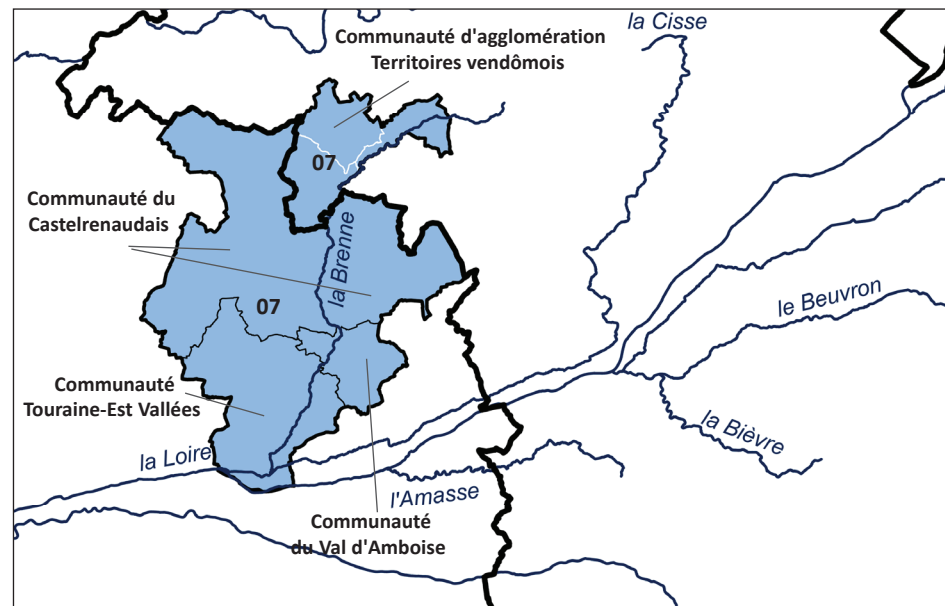 la Cisse
Communauté d'agglomération
Territoires vendômois
07
Communauté du
Castelrenaudais
la Brenne
07
le Beuvron
Communauté
Touraine-Est Vallées
la Bièvre
la Loire
l'Amasse
Communauté
du Val d'Amboise